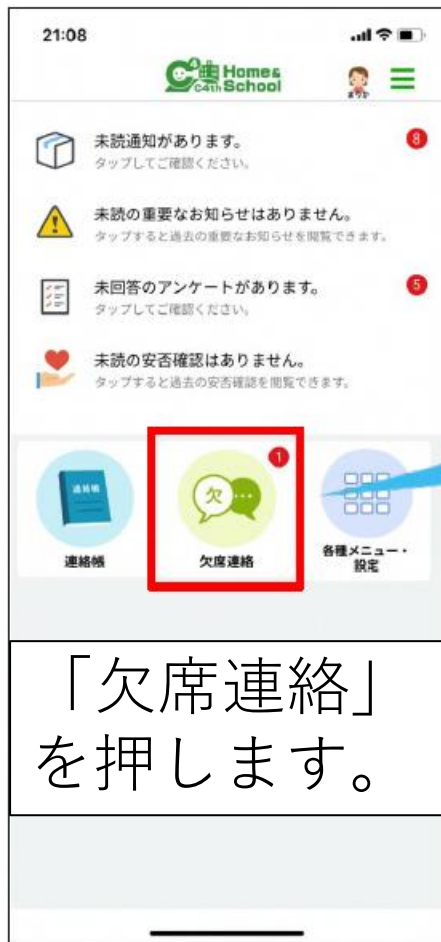 21:08
C4th Home& School
まりか
未読通知があります。
8
タップしてご確認ください。
未読の重要なお知らせはありません。
タップすると過去の重要なお知らせを閲覧できます。
未回答のアンケートがあります。
5
タップしてご確認ください。
未読の安否確認はありません。
タップすると過去の安否確認を閲覧できます。
連絡帳
欠
1
連絡帳
欠席連絡
各種メニュー・
設定
「欠席連絡」
を押します。